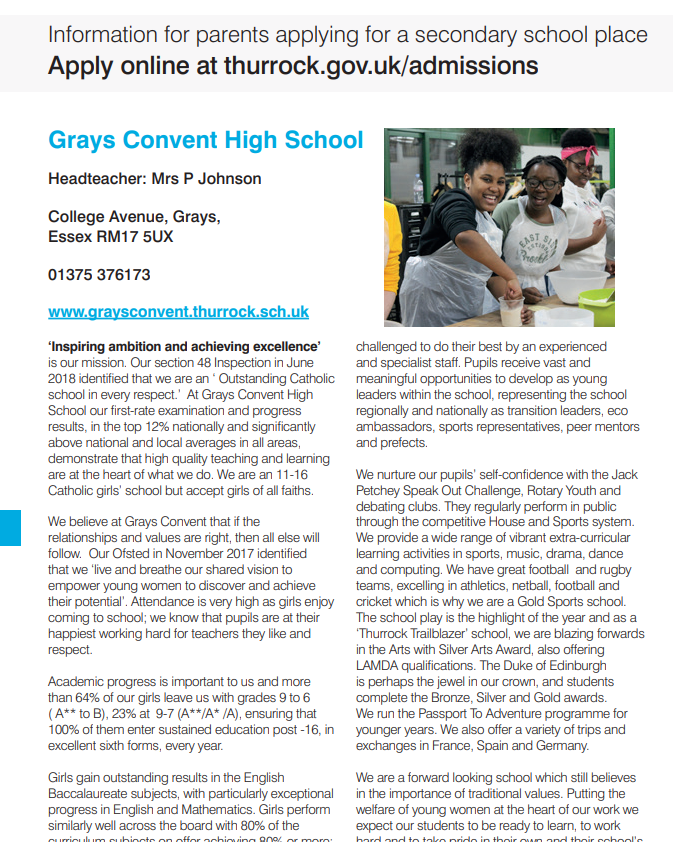 Information for parents applying for a secondary school place
Apply online at thurrock.gov.uk/admissions
Grays Convent High School
Headteacher: Mrs P Johnson
College Avenue, Grays,
Essex RM17 5UX
01375 376173
www.graysconvent.thurrock.sch.uk
‘Inspiring ambition and achieving excellence’
is our mission. Our section 48 Inspection in June
2018 identified that we are an ‘ Outstanding Catholic
school in every respect.’ At Grays Convent High
School our first-rate examination and progress
results, in the top 12% nationally and significantly
above national and local averages in all areas,
demonstrate that high quality teaching and learning
are at the heart of what we do. We are an 11-16
Catholic girls’ school but accept girls of all faiths.
We believe at Grays Convent that if the
relationships and values are right, then all else will
follow. Our Ofsted in November 2017 identified
that we ‘live and breathe our shared vision to
empower young women to discover and achieve
their potential’. Attendance is very high as girls enjoy
coming to school; we know that pupils are at their
happiest working hard for teachers they like and
respect.
Academic progress is important to us and more
than 64% of our girls leave us with grades 9 to 6
( A** to B), 23% at 9-7 (A**/A* /A), ensuring that
100% of them enter sustained education post -16, in
excellent sixth forms, every year.
Girls gain outstanding results in the English
Baccalaureate subjects, with particularly exceptional
progress in English and Mathematics. Girls perform
similarly well across the board with 80% of the
curriculum subjects on offer achieving 80% or more;
EAST SI
challenged to do their best by an experienced
and specialist staff. Pupils receive vast and
meaningful opportunities to develop as young
leaders within the school, representing the school
regionally and nationally as transition leaders, eco
ambassadors, sports representatives, peer mentors
and prefects.
We nurture our pupils’ self-confidence with the Jack
Petchey Speak Out Challenge, Rotary Youth and
debating clubs. They regularly perform in public
through the competitive House and Sports system.
We provide a wide range of vibrant extra-curricular
learning activities in sports, music, drama, dance
and computing. We have great football and rugby
teams, excelling in athletics, netball, football and
cricket which is why we are a Gold Sports school.
The school play is the highlight of the year and as a
‘Thurrock Trailblazer’ school, we are blazing forwards
in the Arts with Silver Arts Award, also offering
LAMDA qualifications. The Duke of Edinburgh
is perhaps the jewel in our crown, and students
complete the Bronze, Silver and Gold awards.
We run the Passport To Adventure programme for
younger years. We also offer a variety of trips and
exchanges in France, Spain and Germany.
We are a forward looking school which still believes
in the importance of traditional values. Putting the
welfare of young women at the heart of our work we
expect our students to be ready to learn, to work
hard and to take pride in their own and their school’s